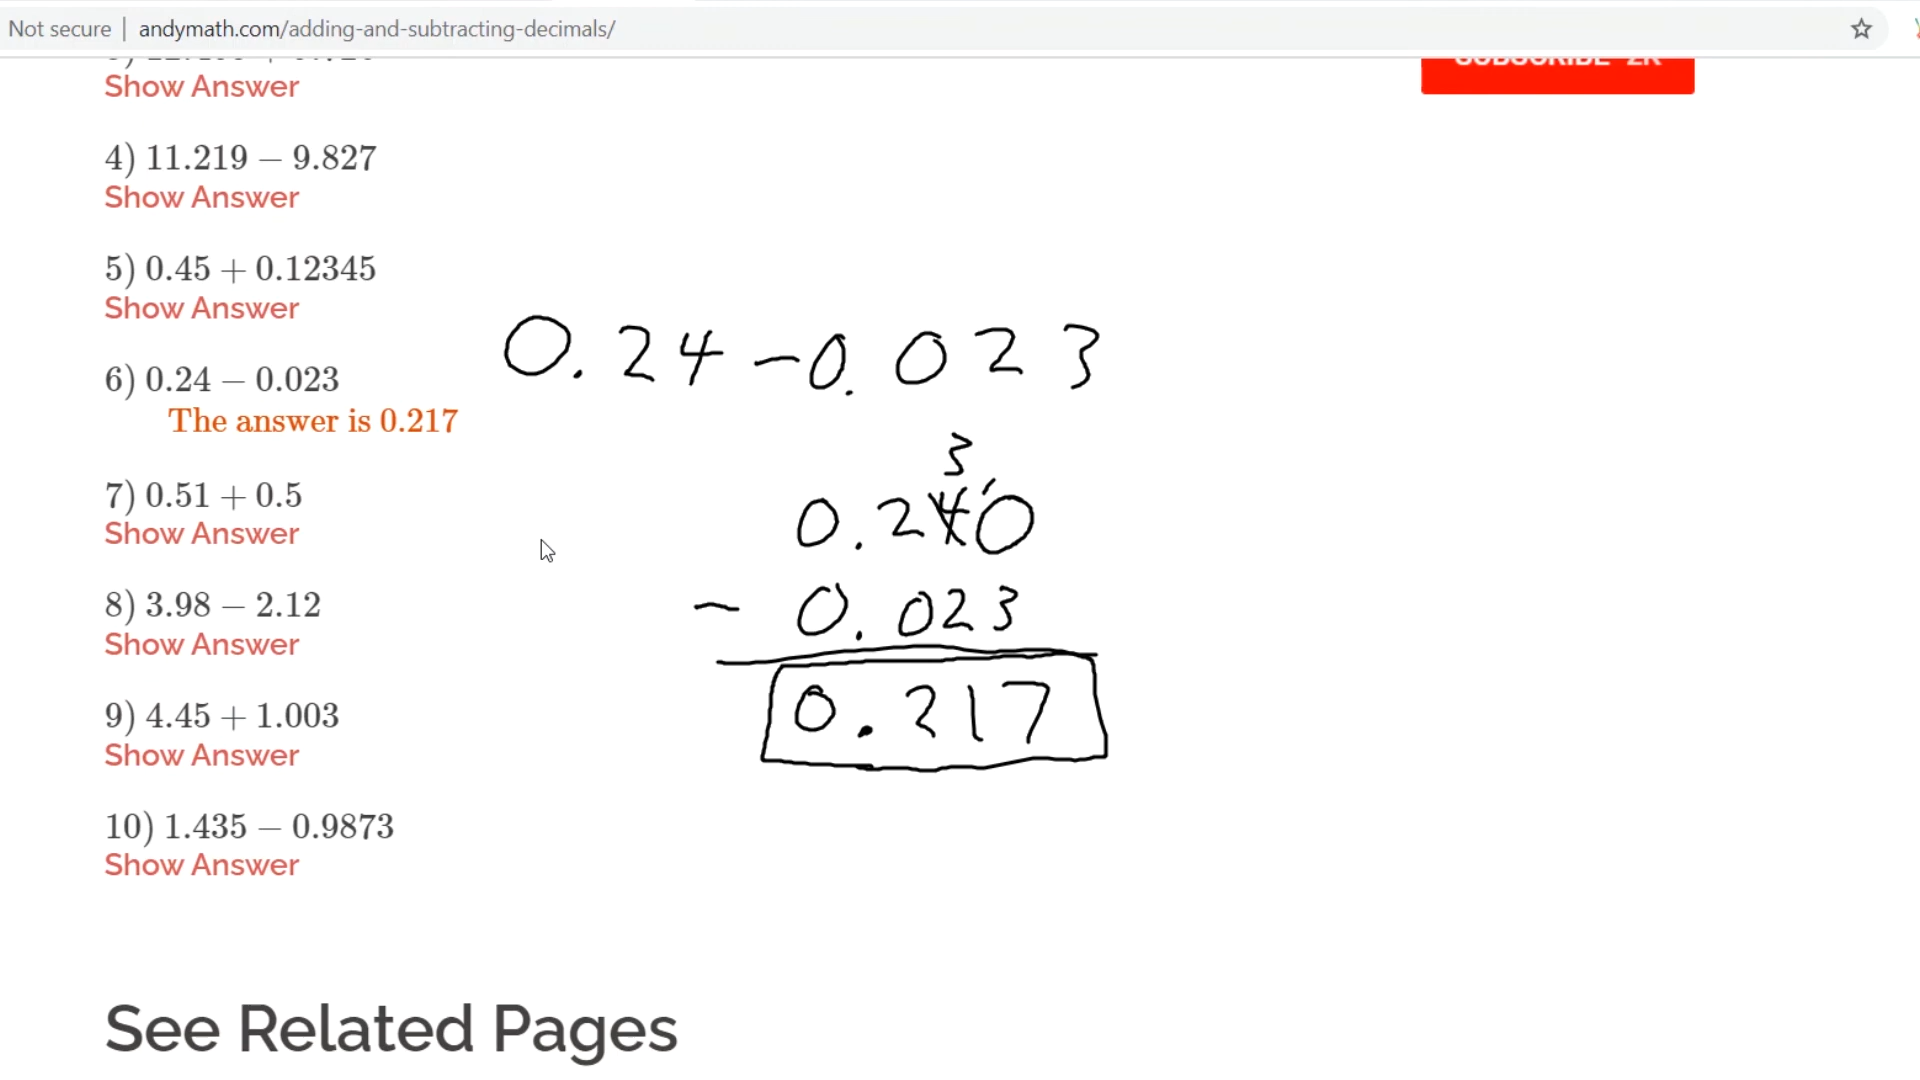 Not secure | andymath.com/adding-and-subtracting-decimals/
Show Answer
4) 11.219 − 9.827
Show Answer
5) 0.45 + 0.12345
Show Answer
6) 0.24 − 0.023
The answer is 0.217
7) 0.51 + 0.5
Show Answer
8) 3.98 − 2.12
Show Answer
9) 4.45 + 1.003
Show Answer
10) 1.435 − 0.9873
Show Answer
0.24 − 0.023
3
0.240
− 0.023
0.217
See Related Pages